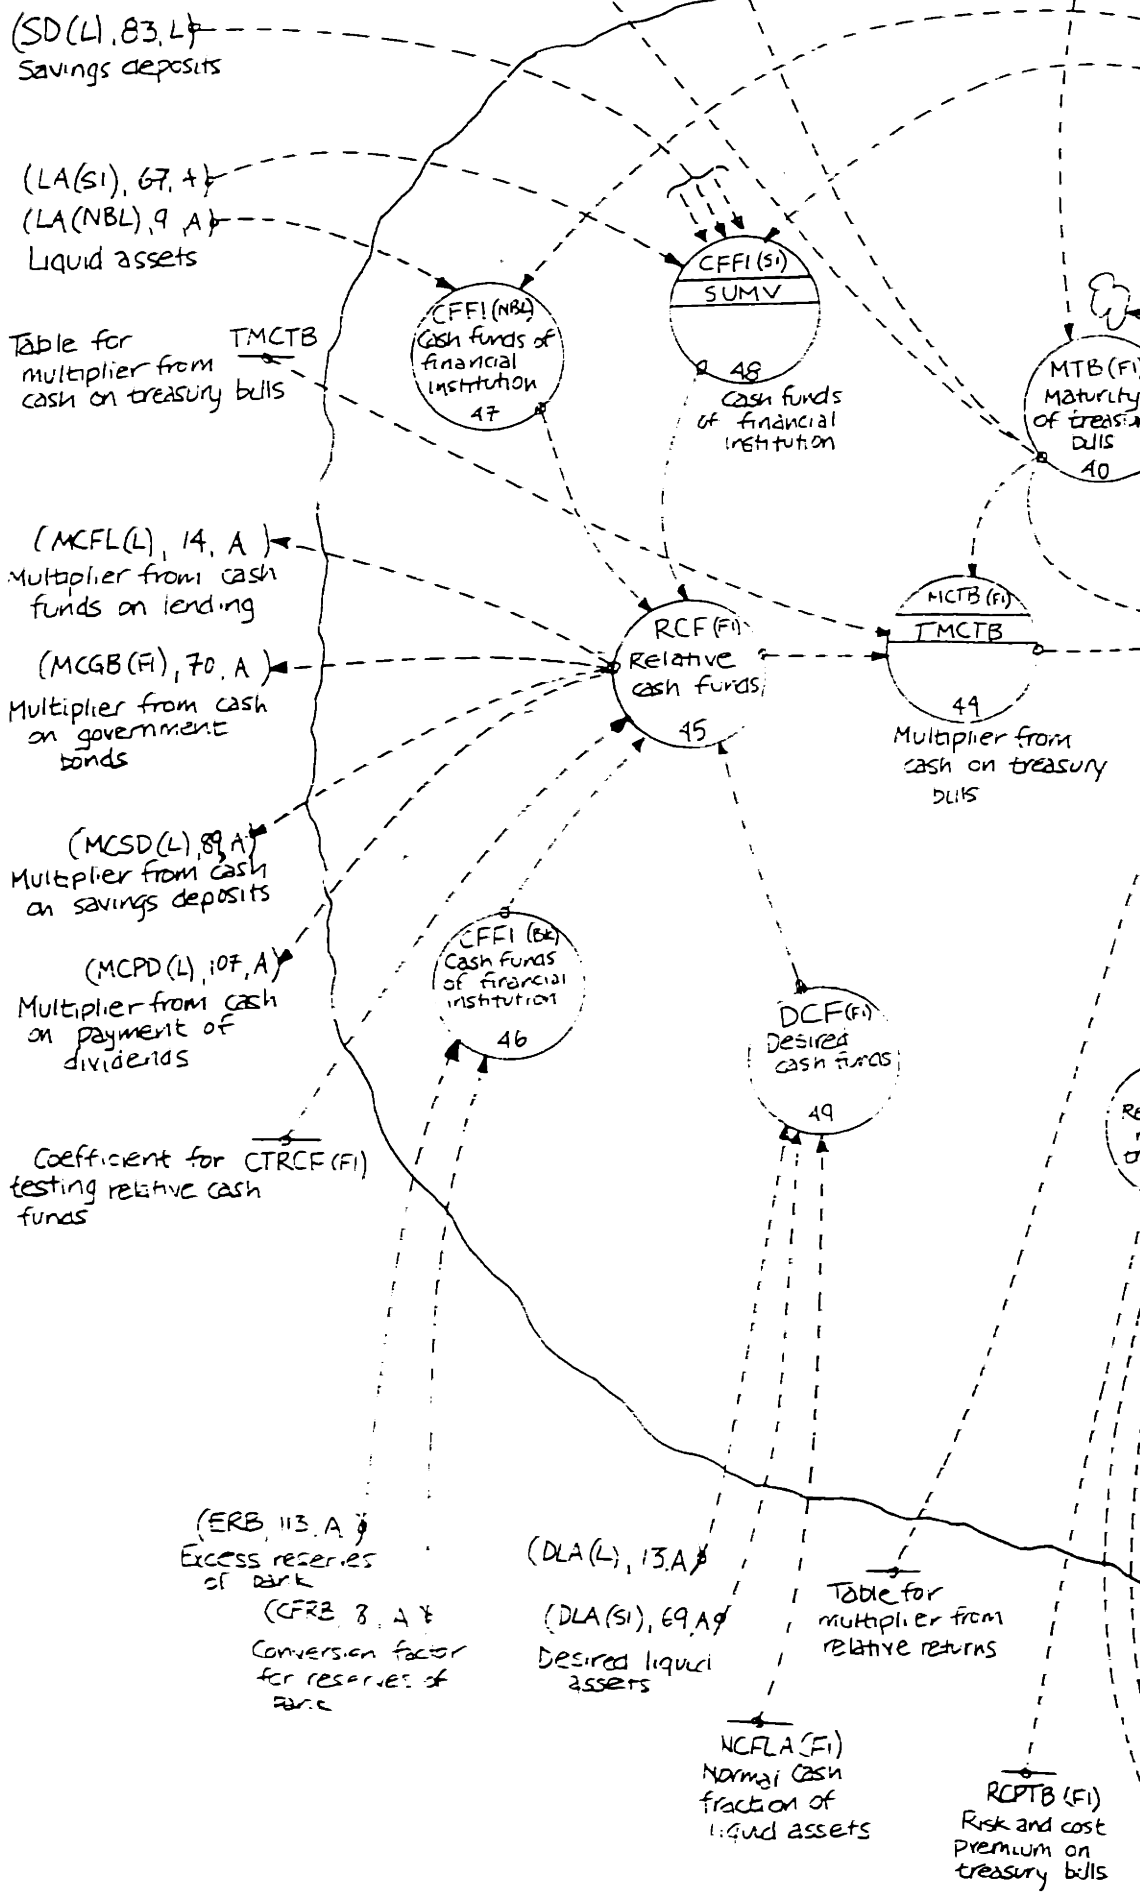 (SD(L), 83, L)
Savings deposits
(LA(SI), 67, A)
(LA(NBL), 9 A)
Liquid assets
CFFI (SI)
SUMV
48
Cash funds
of financial
institution
CFFI (NBL)
Cash funds of
financial
institution
47
Table for
multiplier from
cash on treasury bills
TMCTB
MTB (FI
Maturity
of treas
bills
40
(MCFL(L), 14, A)
Multiplier from cash
funds on lending
(MCGB(FI), 70, A)
Multiplier from cash
on government
bonds
RCF (FI)
Relative
cash funds
45
MCTB (FI)
TMCTB
44
Multiplier from
cash on treasury
bills
(MCSD(L), 89, A)
Multiplier from cash
on savings deposits
(MCPD(L), 107, A)
Multiplier from cash
on payment of
dividends
CFFI (BK)
Cash funds
of financial
institution
46
DCF (FI)
Desired
cash funds
49
RE
Coefficient for
testing relative cash
funds
CTRCF (FI)
(ERB, 113, A)
Excess reserves
of bank
(CFRB, 8, A)
Conversion factor
for reserves of
bank
(DLA(L), 13, A)
(DLA(SI), 69, A)
Desired liquid
assets
Table for
multiplier from
relative returns
NCFLA (FI)
Normal cash
fraction of
liquid assets
RCPTB (FI)
Risk and cost
premium on
treasury bills